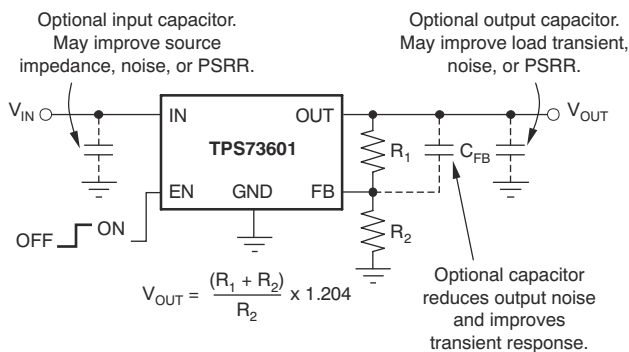 Optional input capacitor.
May improve source
impedance, noise, or PSRR.
Optional output capacitor.
May improve load transient,
noise, or PSRR.
V_IN
IN
OUT
V_OUT
TPS73601
R_1
C_FB
EN
GND
FB
OFF
ON
R_2
V_OUT = (R_1 + R_2) / R_2 x 1.204
Optional capacitor
reduces output noise
and improves
transient response.